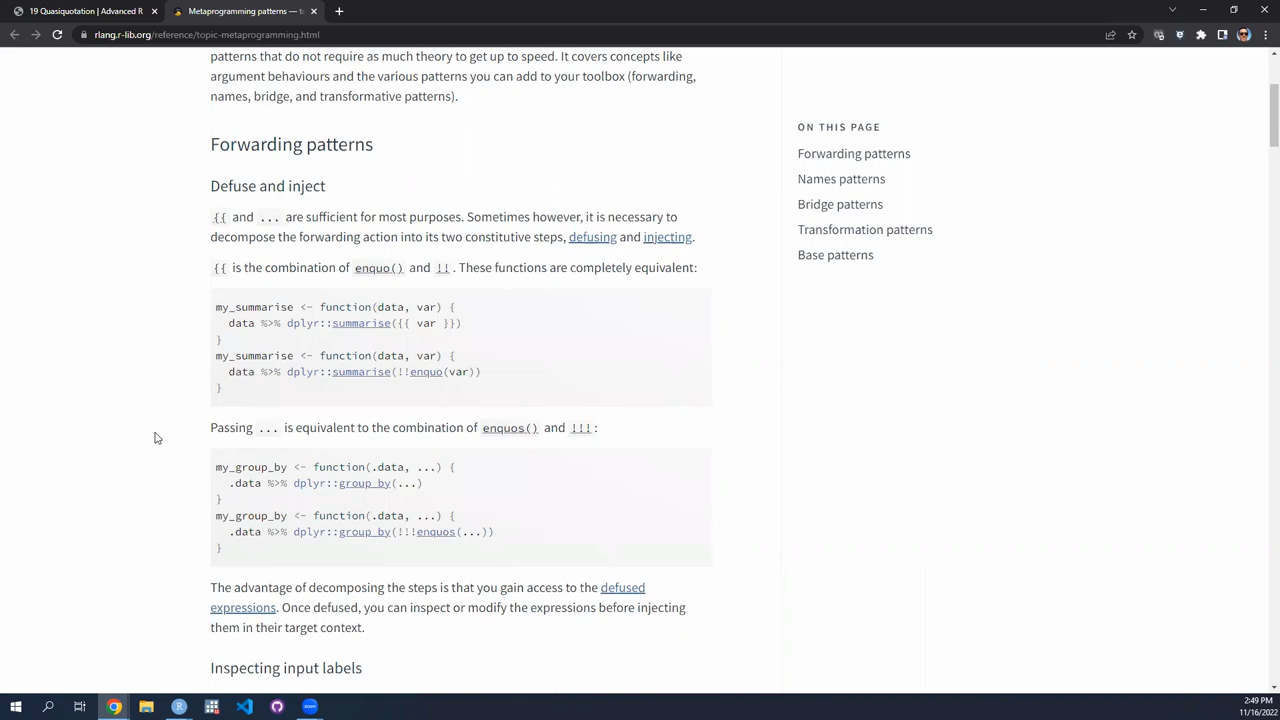 19 Quasiquotation | Advanced R
Metaprogramming patterns — to
rlang.r-lib.org/reference/topic-metaprogramming.html
patterns that do not require as much theory to get up to speed. It covers concepts like
argument behaviours and the various patterns you can add to your toolbox (forwarding,
names, bridge, and transformative patterns).
Forwarding patterns
Defuse and inject
{{ and ... are sufficient for most purposes. Sometimes however, it is necessary to
decompose the forwarding action into its two constitutive steps, defusing and injecting.
{{ is the combination of enquo() and !!. These functions are completely equivalent:
my_summarise <- function(data, var) {
  data %>% dplyr::summarise({{ var }})
}
my_summarise <- function(data, var) {
  data %>% dplyr::summarise(!!enquo(var))
}
Passing ... is equivalent to the combination of enquos() and !!!:
my_group_by <- function(.data, ...) {
  .data %>% dplyr::group_by(...)
}
my_group_by <- function(.data, ...) {
  .data %>% dplyr::group_by(!!!enquos(...))
}
The advantage of decomposing the steps is that you gain access to the defused
expressions. Once defused, you can inspect or modify the expressions before injecting
them in their target context.
Inspecting input labels
ON THIS PAGE
Forwarding patterns
Names patterns
Bridge patterns
Transformation patterns
Base patterns
2:49 PM
11/16/2022